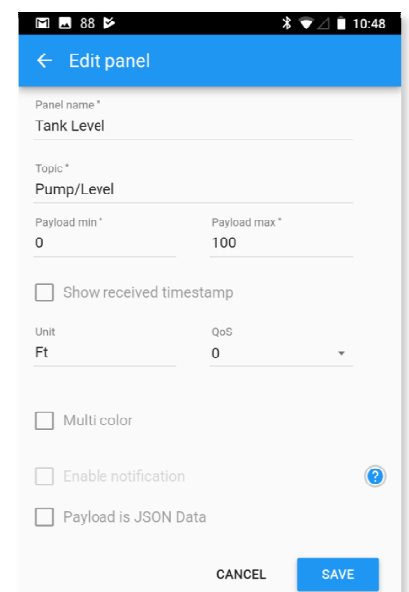 88 10:48
Edit panel
Panel name *
Tank Level
Topic *
Pump/Level
Payload min * Payload max *
0 100
Show received timestamp
Unit QoS
Ft 0
Multi color
Enable notification ?
Payload is JSON Data
CANCEL SAVE